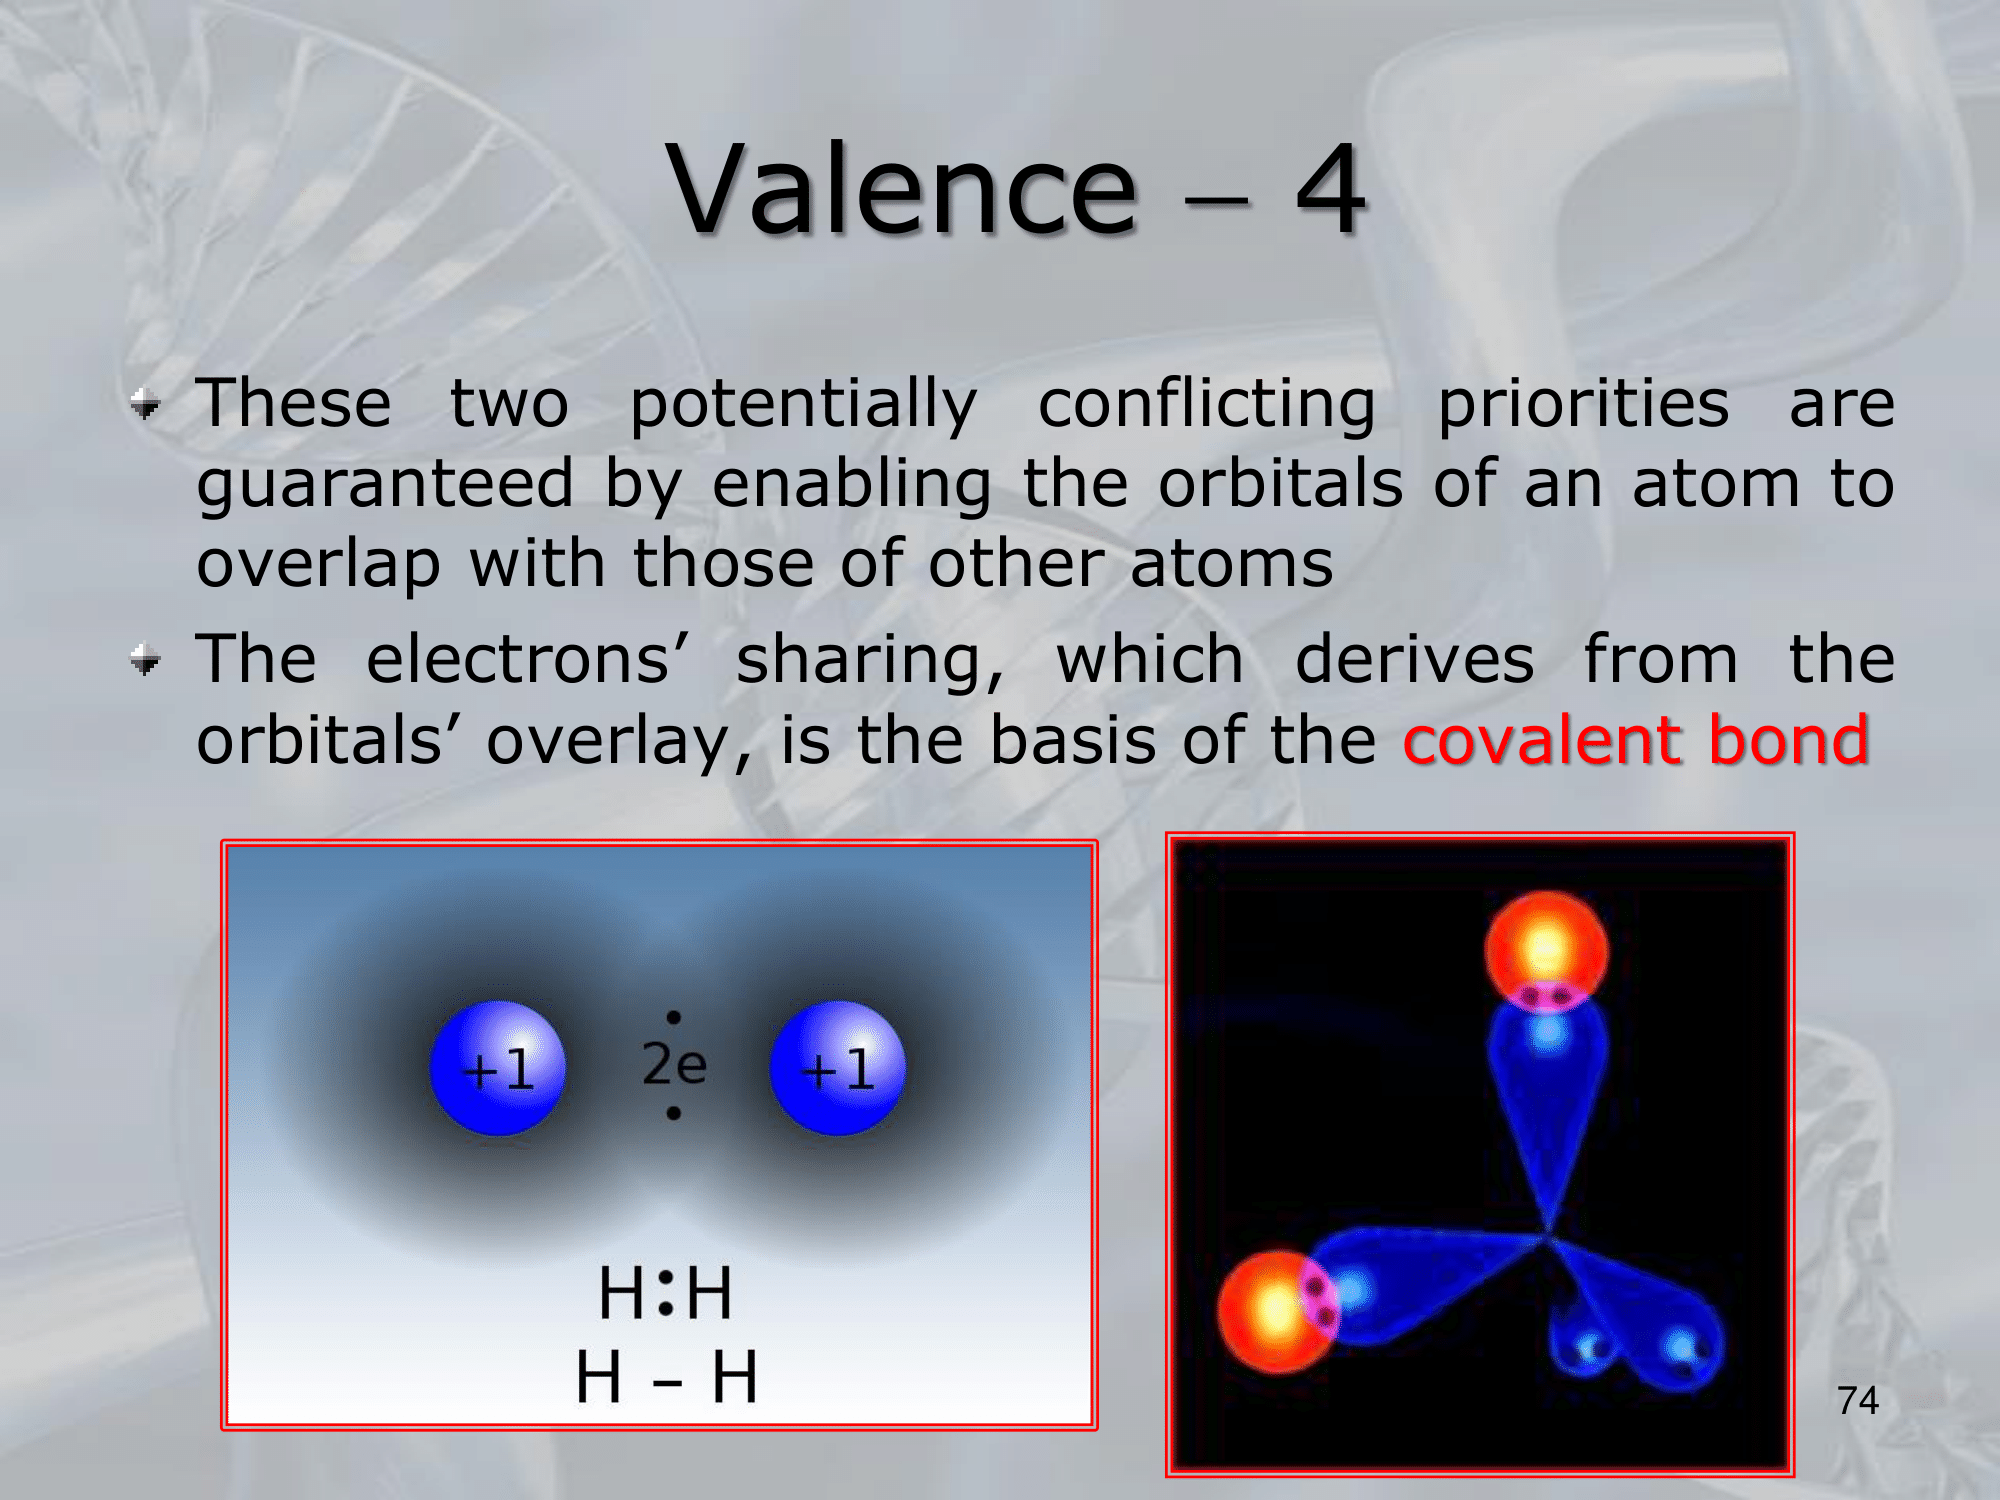 Valence – 4
These two potentially conflicting priorities are
guaranteed by enabling the orbitals of an atom to
overlap with those of other atoms
The electrons’ sharing, which derives from the
orbitals’ overlay, is the basis of the covalent bond
+1 2e +1
H:H
H – H
74